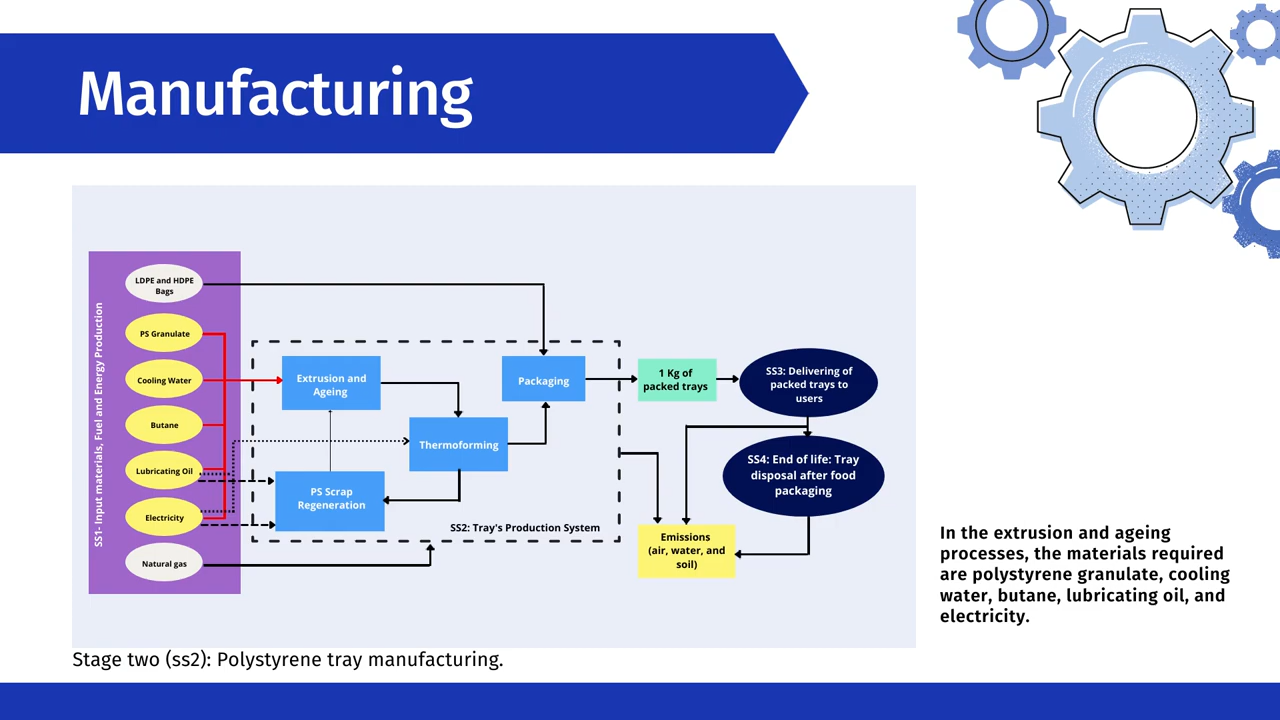 Manufacturing
SS1- Input materials, Fuel and Energy Production
LDPE and HDPE
Bags
PS Granulate
Cooling Water
Butane
Lubricating Oil
Electricity
Natural gas
Extrusion and
Ageing
Thermoforming
PS Scrap
Regeneration
Packaging
SS2: Tray's Production System
1 Kg of
packed trays
SS3: Delivering of
packed trays to
users
SS4: End of life: Tray
disposal after food
packaging
Emissions
(air, water, and
soil)
In the extrusion and ageing
processes, the materials required
are polystyrene granulate, cooling
water, butane, lubricating oil, and
electricity.
Stage two (ss2): Polystyrene tray manufacturing.